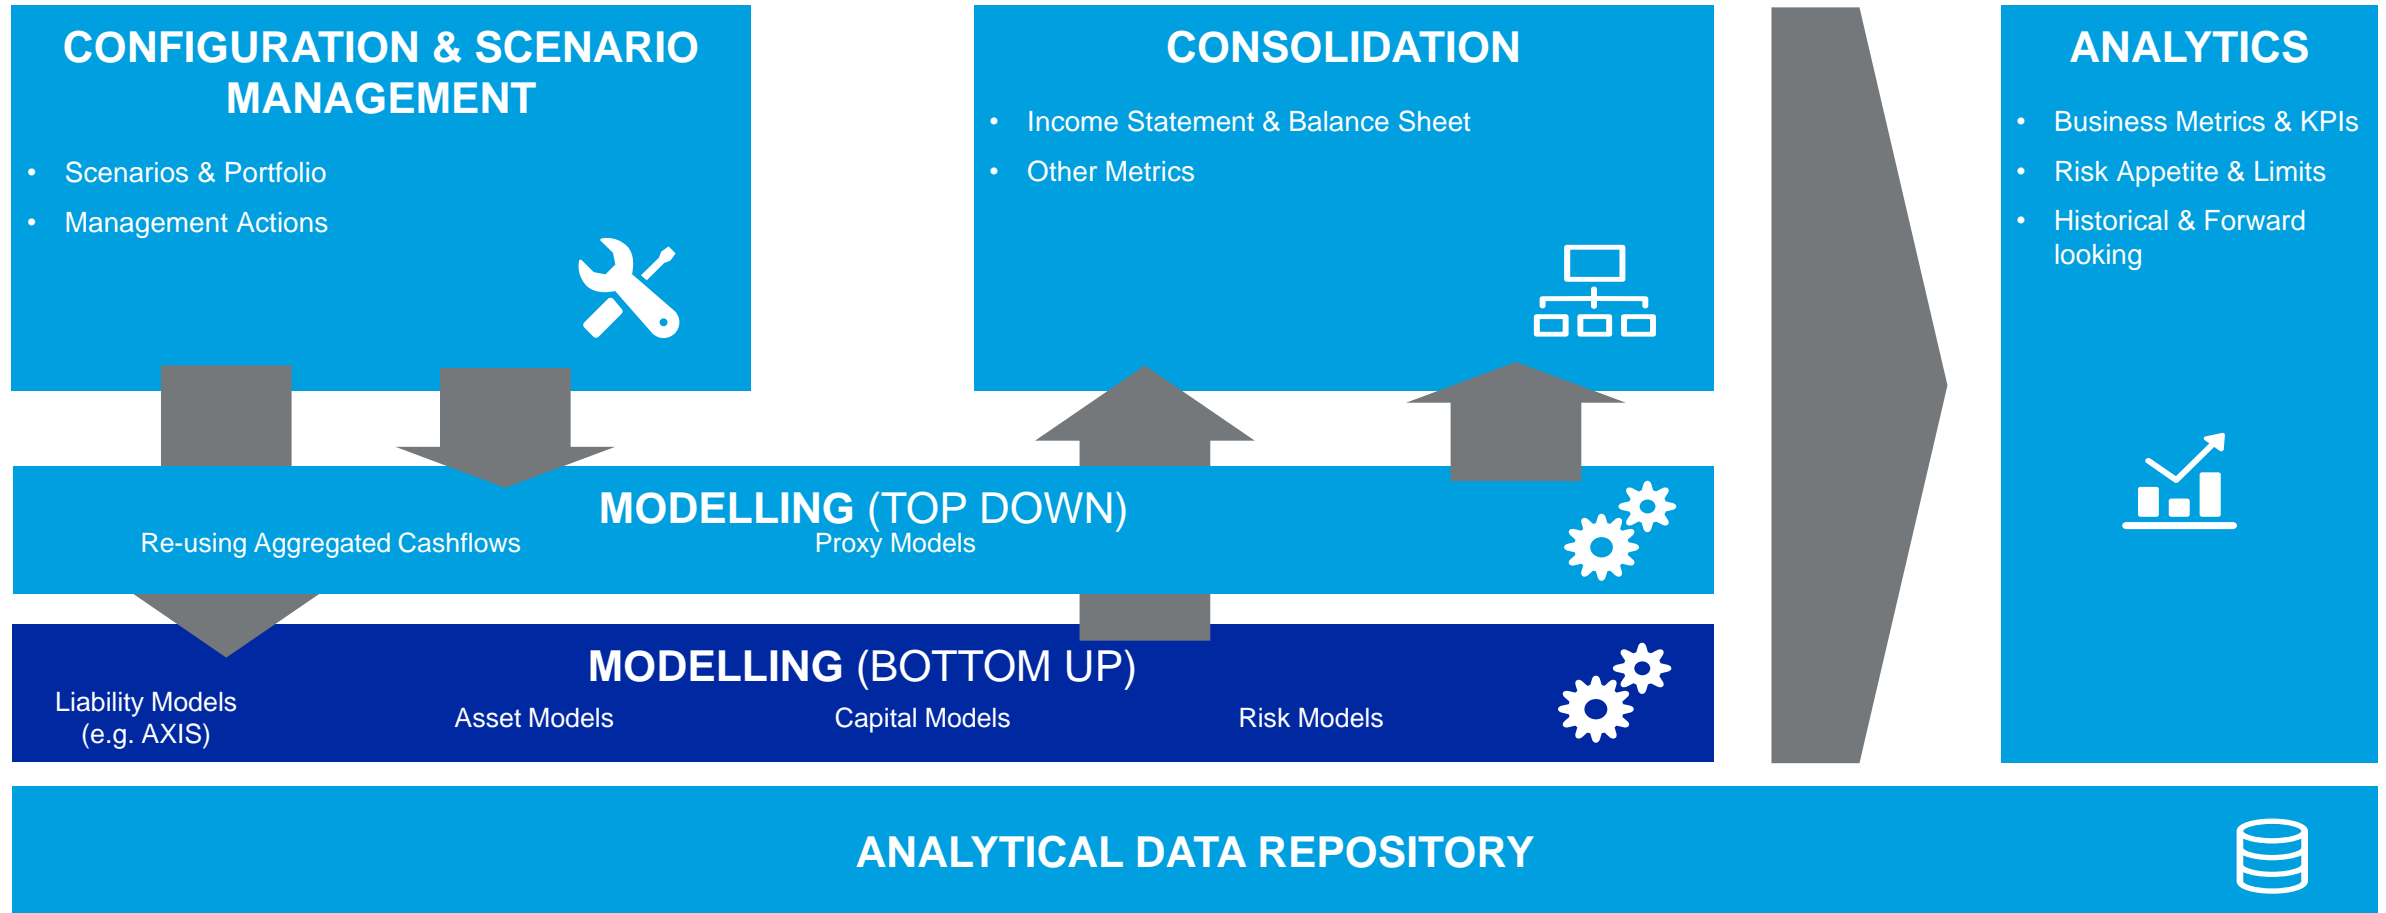 CONFIGURATION & SCENARIO
MANAGEMENT
• Scenarios & Portfolio
• Management Actions
CONSOLIDATION
• Income Statement & Balance Sheet
• Other Metrics
ANALYTICS
• Business Metrics & KPIs
• Risk Appetite & Limits
• Historical & Forward
looking
MODELLING (TOP DOWN)
Re-using Aggregated Cashflows
Proxy Models
MODELLING (BOTTOM UP)
Liability Models
(e.g. AXIS)
Asset Models
Capital Models
Risk Models
ANALYTICAL DATA REPOSITORY